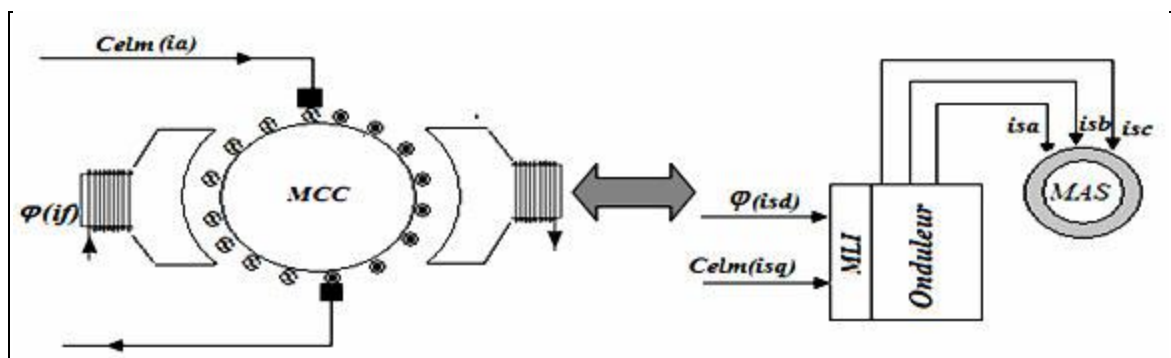 Celm (ia)
MCC
φ(if)
isa
isb
isc
MAS
φ(isd)
Celm(isq)
MLI
Onduleur